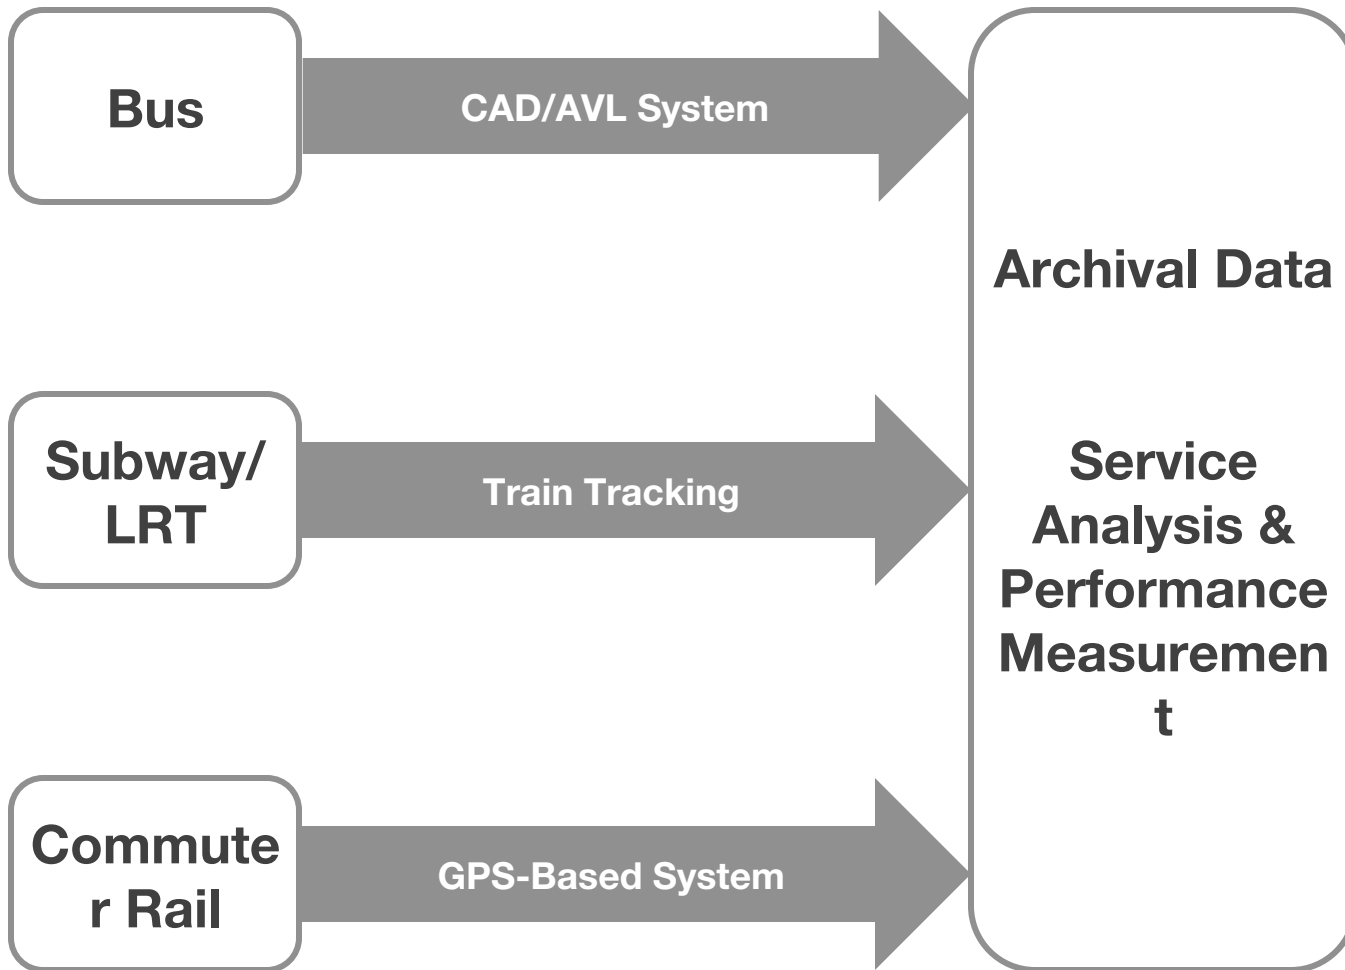 Bus
CAD/AVL System
Archival Data
Subway/
LRT
Train Tracking
Service
Analysis &
Performance
Measuremen
t
Commute
r Rail
GPS-Based System